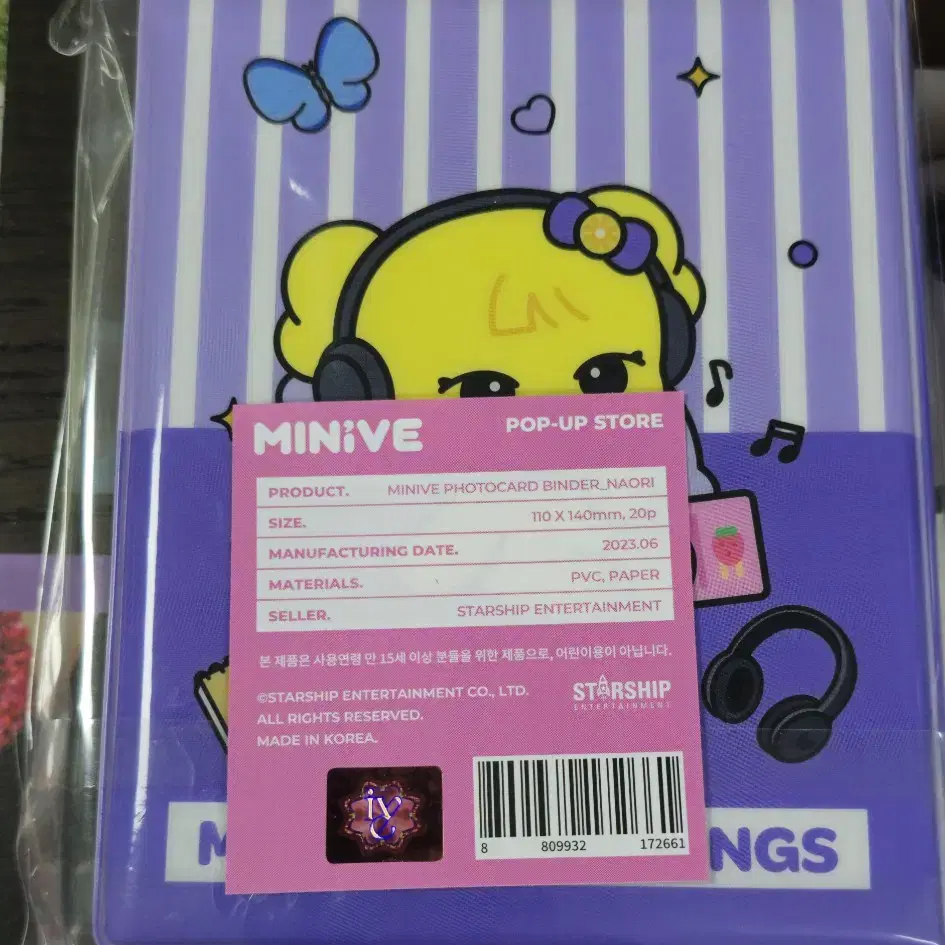 MINiVE
POP-UP STORE
PRODUCT. MINIVE PHOTOCARD BINDER_NAORI
SIZE. 110 X 140mm, 20p
MANUFACTURING DATE. 2023.06
MATERIALS. PVC, PAPER
SELLER. STARSHIP ENTERTAINMENT
본 제품은 사용연령 만 15세 이상 분들을 위한 제품으로, 어린이용이 아닙니다.
©STARSHIP ENTERTAINMENT CO., LTD.
ALL RIGHTS RESERVED.
MADE IN KOREA.
STARSHIP
ENTERTAINMENT
ive
8 809932 172661
M
NGS